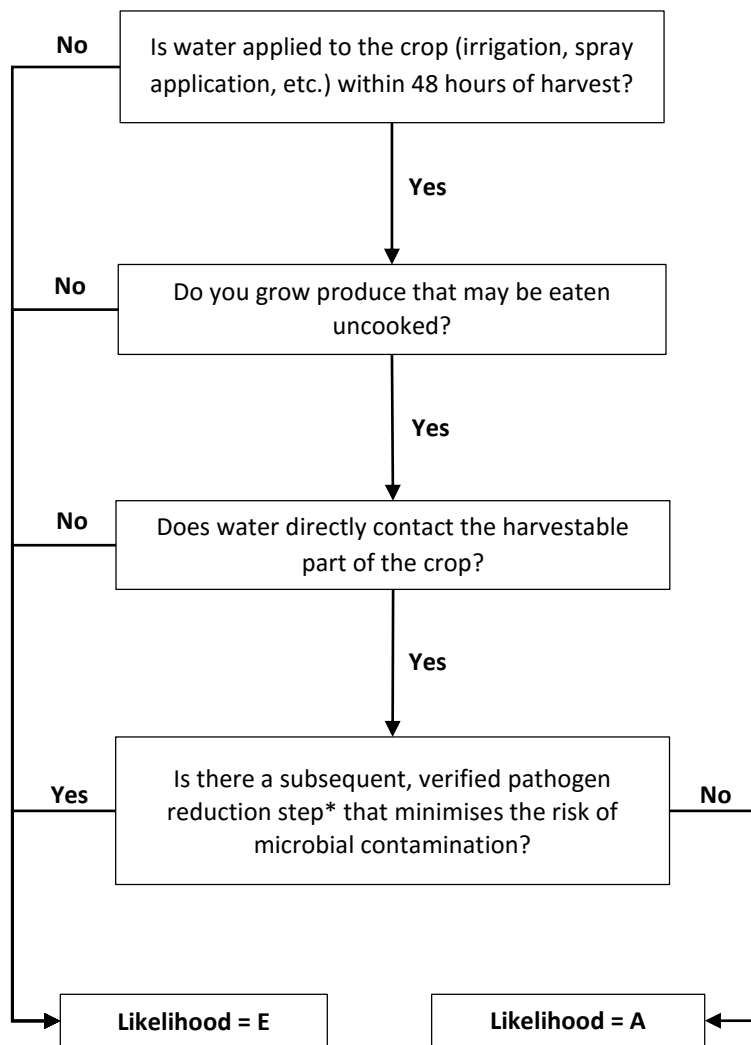 No
Is water applied to the crop (irrigation, spray
application, etc.) within 48 hours of harvest?
Yes
No
Do you grow produce that may be eaten
uncooked?
Yes
No
Does water directly contact the harvestable
part of the crop?
Yes
Yes
Is there a subsequent, verified pathogen
reduction step* that minimises the risk of
microbial contamination?
No
Likelihood = E
Likelihood = A